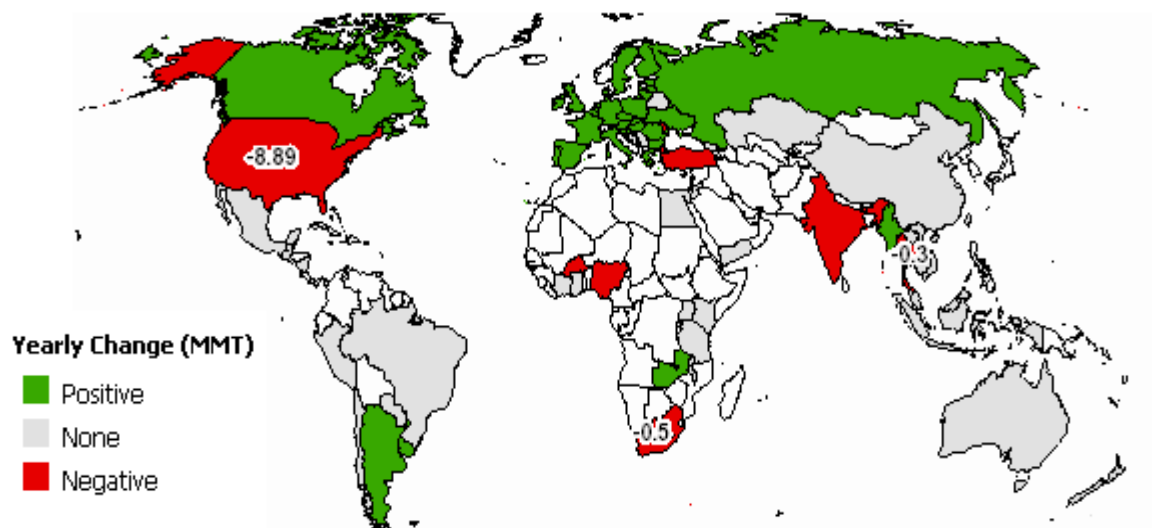 -8.89
-0.3
Yearly Change (MMT)
Positive
None
-0.5
Negative